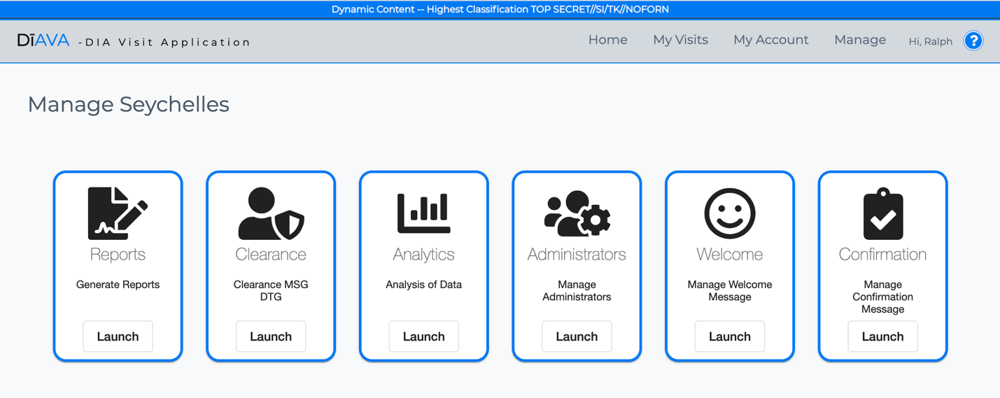 Dynamic Content -- Highest Classification TOP SECRET//SI/TK//NOFORN
DĪAVA -DIA Visit Application
Home My Visits My Account Manage Hi, Ralph ?
Manage Seychelles
Reports
Generate Reports
Launch
Clearance
Clearance MSG
DTG
Launch
Analytics
Analysis of Data
Launch
Administrators
Manage
Administrators
Launch
Welcome
Manage Welcome
Message
Launch
Confirmation
Manage
Confirmation
Message
Launch